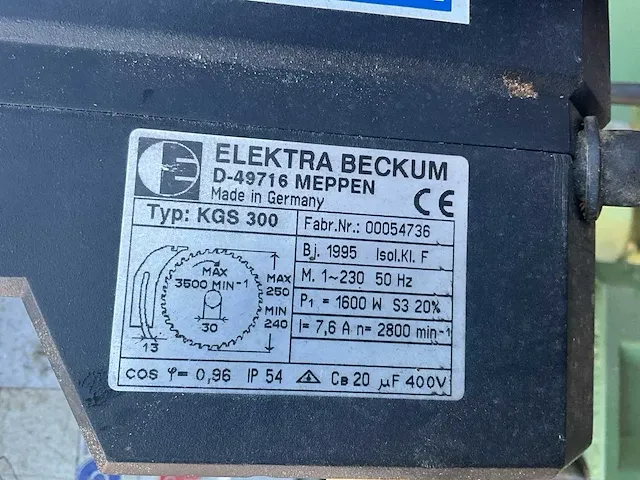 ELEKTRA BECKUM
D-49716 MEPPEN
Made in Germany
CE
Typ: KGS 300
Fabr.Nr.: 00054736
Bj. 1995 Isol.Kl. F
M. 1~230 50 Hz
P1 = 1600 W S3 20%
I= 7,6 A n= 2800 min-1
MAX
3500 MIN-1
30
13
MAX
250
MIN
240
cos φ= 0,96 IP 54 CB 20 µF 400V